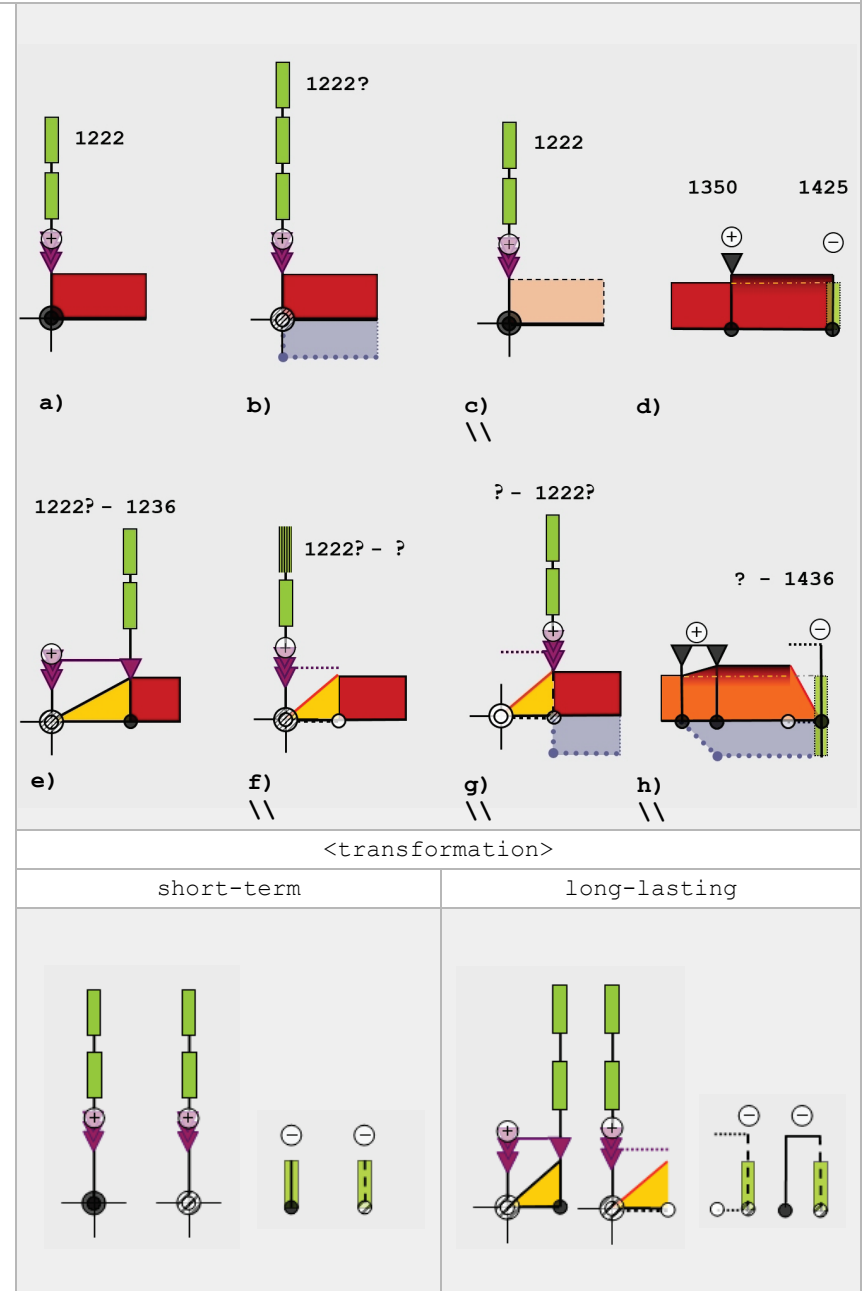 1222
1222?
1222
1350 1425
+ + + + −
a) b) c) d)
\\
1222? - 1236
1222? - ?
? - 1222?
? - 1436
+ + + + −
e) f) g) h)
\\ \\ \\
<transformation>
short-term long-lasting
+ + − − + + − −